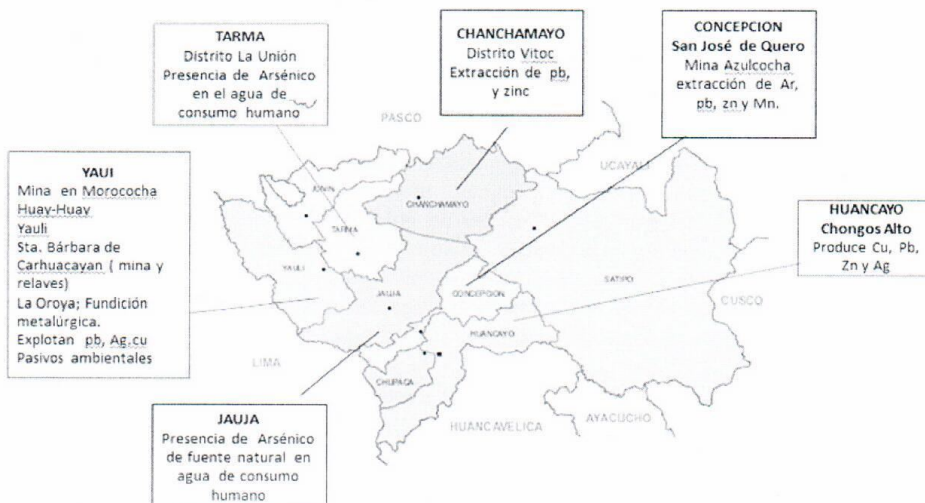 TARMA
Distrito La Unión
Presencia de Arsénico
en el agua de
consumo humano
CHANCHAMAYO
Distrito Vitoc
Extracción de pb,
y zinc
CONCEPCION
San José de Quero
Mina Azulcocha
extracción de Ar,
pb, zn y Mn.
YAUI
Mina en Morococha
Huay-Huay
Yauli
Sta. Bárbara de
Carhuacayan ( mina y
relaves)
La Oroya; Fundición
metalúrgica.
Explotan pb, Ag,cu
Pasivos ambientales
HUANCAYO
Chongos Alto
Produce Cu, Pb,
Zn y Ag
JAUJA
Presencia de Arsénico
de fuente natural en
agua de consumo
humano
PASCO
UCAYALI
JUNIN
CHANCHAMAYO
TARMA
YAULI
JAUJA
CONCEPCION
SATIPO
CUSCO
HUANCAYO
LIMA
CHUPACA
HUANCAVELICA
AYACUCHO